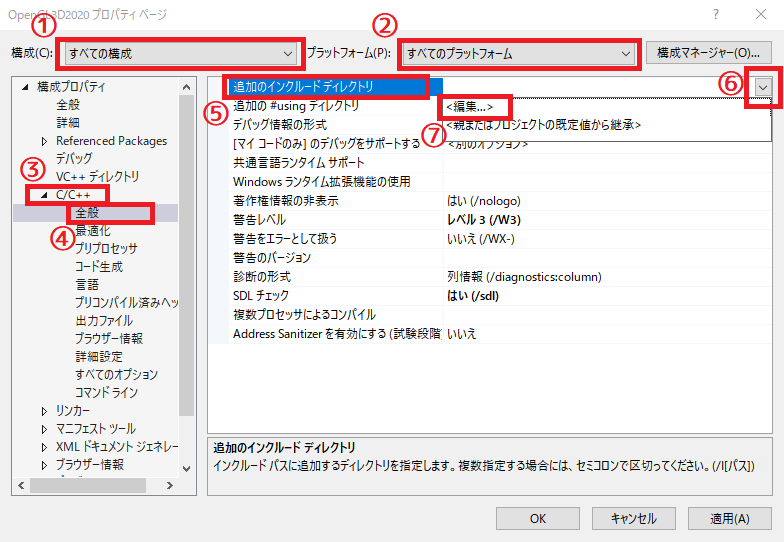 OpenGL3D2020 プロパティ ページ
? ×
① ②
構成(C): すべての構成 プラットフォーム(P): すべてのプラットフォーム 構成マネージャー(O)...
構成プロパティ
全般
詳細
Referenced Packages
デバッグ
VC++ ディレクトリ
③
C/C++
全般
④
最適化
プリプロセッサ
コード生成
言語
プリコンパイル済みヘッ
出力ファイル
ブラウザー情報
詳細設定
すべてのオプション
コマンド ライン
リンカー
マニフェスト ツール
XML ドキュメント ジェネレー
ブラウザー情報
追加のインクルード ディレクトリ
⑥
⑤
追加の #using ディレクトリ <編集...>
⑦
デバッグ情報の形式 <親またはプロジェクトの既定値から継承>
[マイ コードのみ] のデバッグをサポートする <別のオプション>
共通言語ランタイム サポート
Windows ランタイム拡張機能の使用
著作権情報の非表示 はい (/nologo)
警告レベル レベル 3 (/W3)
警告をエラーとして扱う いいえ (/WX-)
警告のバージョン
診断の形式 列情報 (/diagnostics:column)
SDL チェック はい (/sdl)
複数プロセッサによるコンパイル
Address Sanitizer を有効にする (試験段階 いいえ
追加のインクルード ディレクトリ
インクルード パスに追加するディレクトリを指定します。複数指定する場合には、セミコロンで区切ってください。(/I[パス])
OK キャンセル 適用(A)